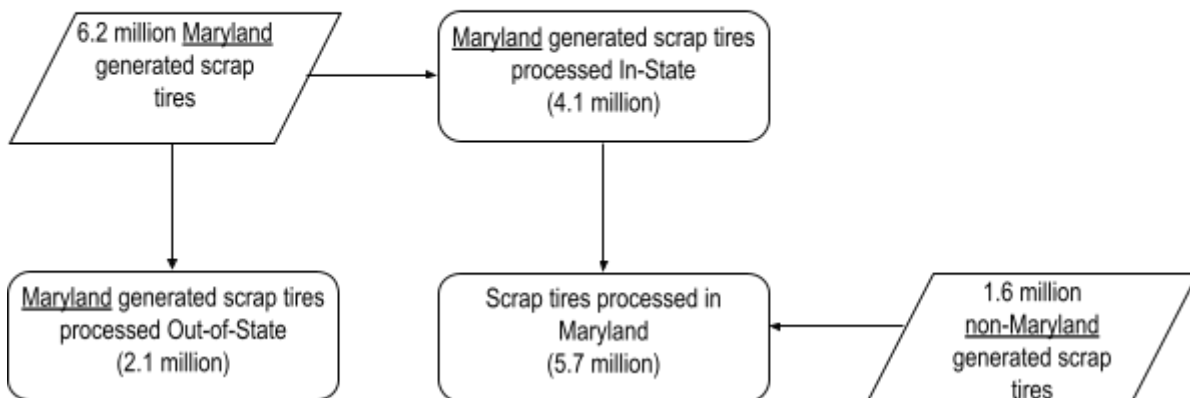 6.2 million Maryland
generated scrap
tires
Maryland generated scrap tires
processed In-State
(4.1 million)
Maryland generated scrap tires
processed Out-of-State
(2.1 million)
Scrap tires processed in
Maryland
(5.7 million)
1.6 million
non-Maryland
generated scrap
tires